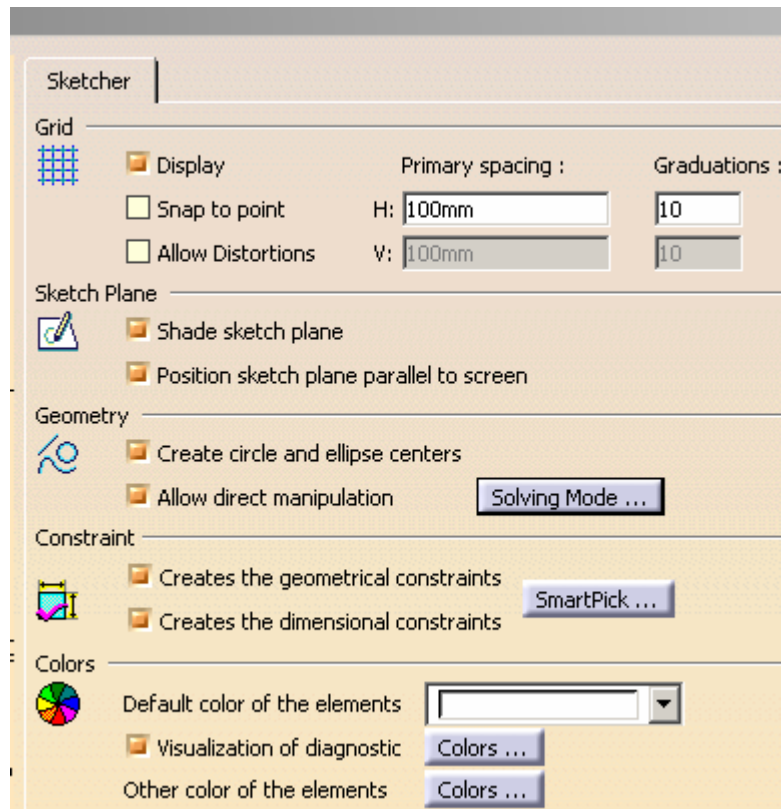 Sketcher
Grid
Display Primary spacing : Graduations :
Snap to point H: 100mm 10
Allow Distortions V: 100mm 10
Sketch Plane
Shade sketch plane
Position sketch plane parallel to screen
Geometry
Create circle and ellipse centers
Allow direct manipulation Solving Mode ...
Constraint
Creates the geometrical constraints
SmartPick ...
Creates the dimensional constraints
Colors
Default color of the elements
Visualization of diagnostic Colors ...
Other color of the elements Colors ...